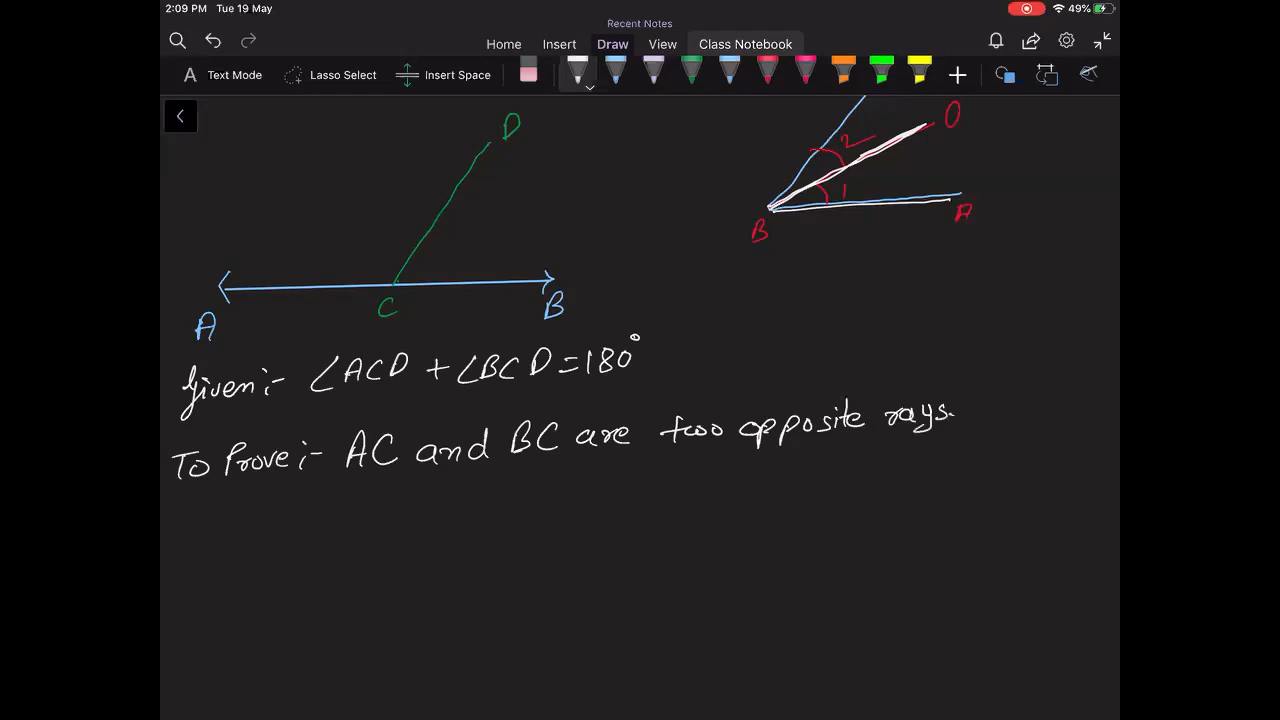 2:09 PM Tue 19 May
49%
Recent Notes
Home Insert Draw View Class Notebook
A Text Mode Lasso Select Insert Space
D
C
A
B
O
2
1
B
A
Given:- ∠ACD + ∠BCD = 180°
To Prove:- AC and BC are two opposite rays.